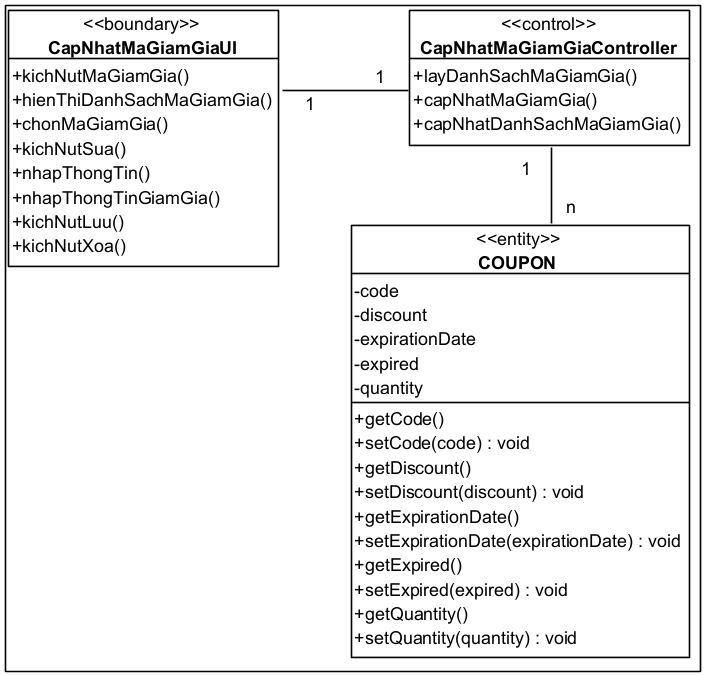 <<boundary>>
CapNhatMaGiamGiaUI
+kichNutMaGiamGia()
+hienThiDanhSachMaGiamGia()
+chonMaGiamGia()
+kichNutSua()
+nhapThongTin()
+nhapThongTinGiamGia()
+kichNutLuu()
+kichNutXoa()
1
1
<<control>>
CapNhatMaGiamGiaController
+layDanhSachMaGiamGia()
+capNhatMaGiamGia()
+capNhatDanhSachMaGiamGia()
1
n
<<entity>>
COUPON
-code
-discount
-expirationDate
-expired
-quantity
+getCode()
+setCode(code) : void
+getDiscount()
+setDiscount(discount) : void
+getExpirationDate()
+setExpirationDate(expirationDate) : void
+getExpired()
+setExpired(expired) : void
+getQuantity()
+setQuantity(quantity) : void